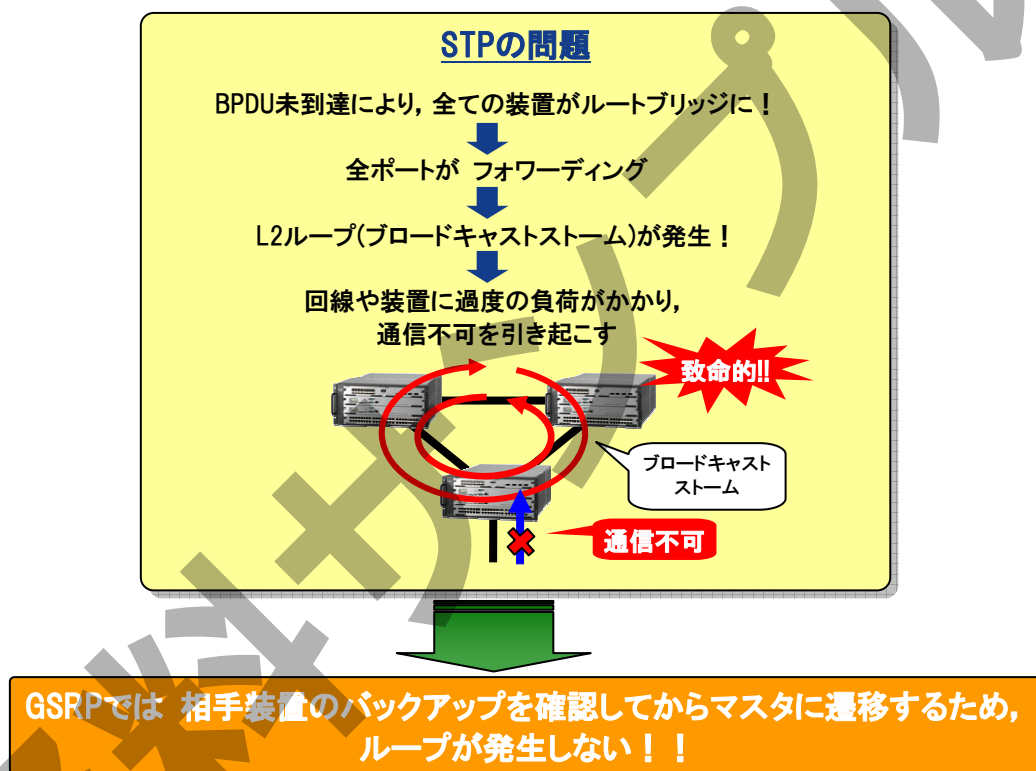 STPの問題
BPDU未到達により，全ての装置がルートブリッジに！
全ポートが フォワーディング
L2ループ(ブロードキャストストーム)が発生！
回線や装置に過度の負荷がかかり，
通信不可を引き起こす
致命的!!
ブロードキャスト
ストーム
通信不可
GSRPでは 相手装置のバックアップを確認してからマスタに遷移するため，
ループが発生しない！！
料サンプル